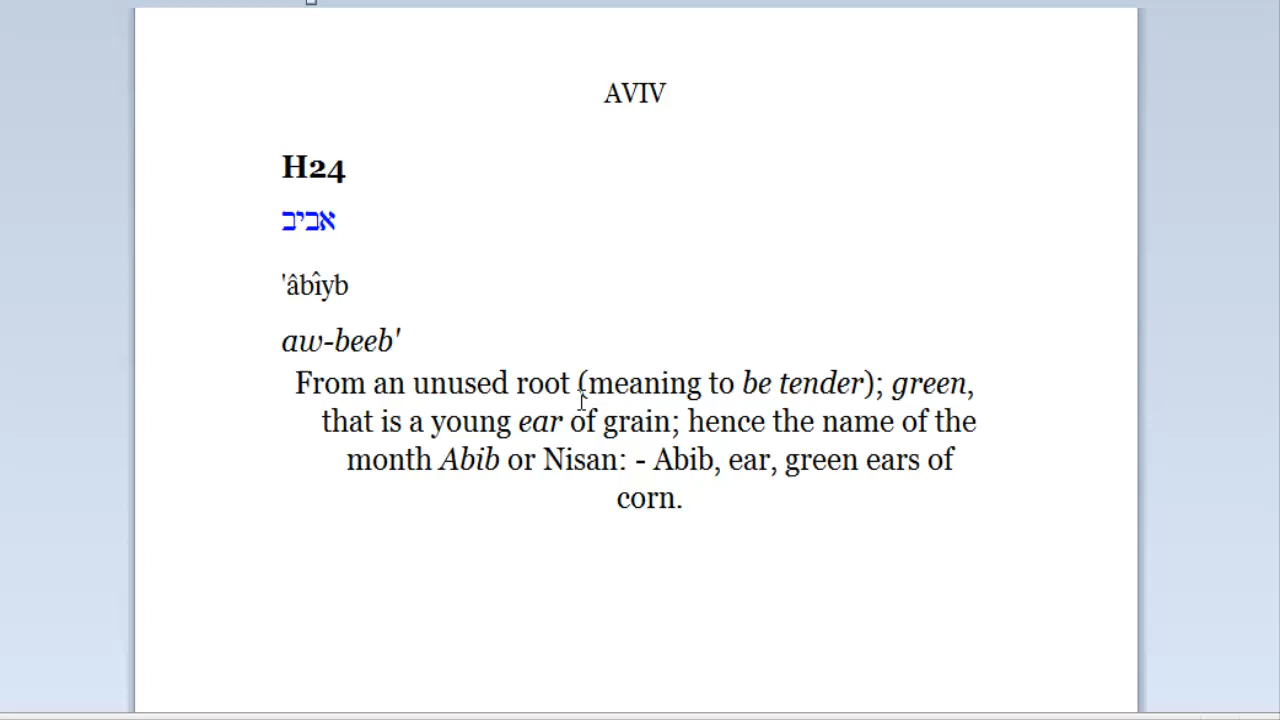 AVIV
H24
אביב
'âbîyb
aw-beeb'
From an unused root (meaning to be tender); green,
that is a young ear of grain; hence the name of the
month Abib or Nisan: - Abib, ear, green ears of
corn.